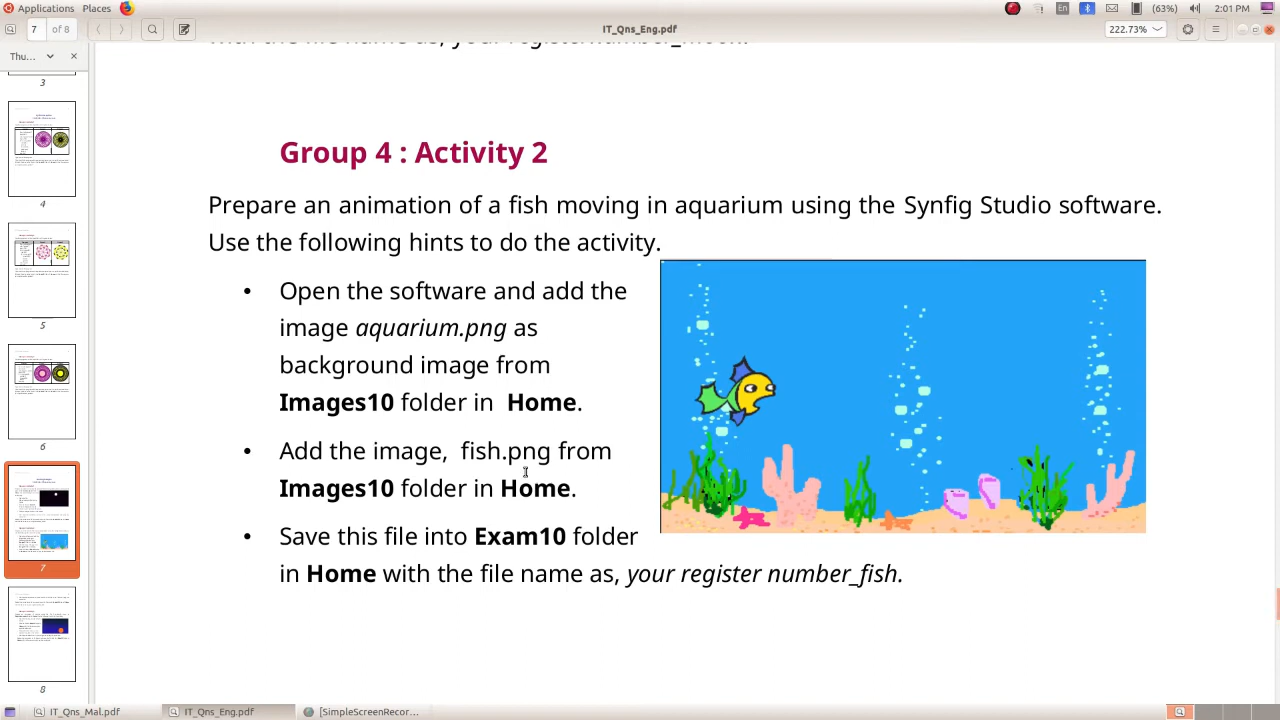 Applications Places En (63%) 2:01 PM
7 of 8 IT_Qns_Eng.pdf 222.73%
Thu...
3
4
5
6
7
8
Group 4 : Activity 2
Prepare an animation of a fish moving in aquarium using the Synfig Studio software.
Use the following hints to do the activity.
• Open the software and add the
image aquarium.png as
background image from
Images10 folder in Home.
• Add the image, fish.png from
Images10 folder in Home.
• Save this file into Exam10 folder
in Home with the file name as, your register number_fish.
IT_Qns_Mal.pdf IT_Qns_Eng.pdf [SimpleScreenRecor...